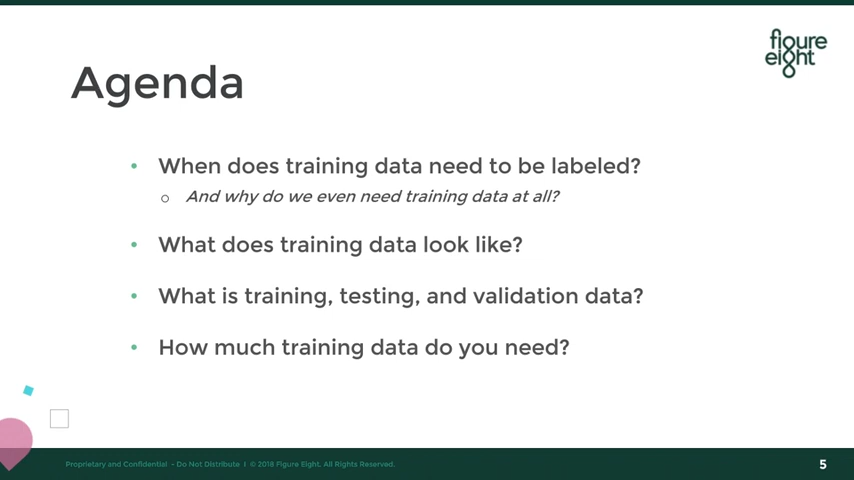 figure
eight
Agenda
• When does training data need to be labeled?
o And why do we even need training data at all?
• What does training data look like?
• What is training, testing, and validation data?
• How much training data do you need?
Proprietary and Confidential - Do Not Distribute I © 2018 Figure Eight. All Rights Reserved.
5